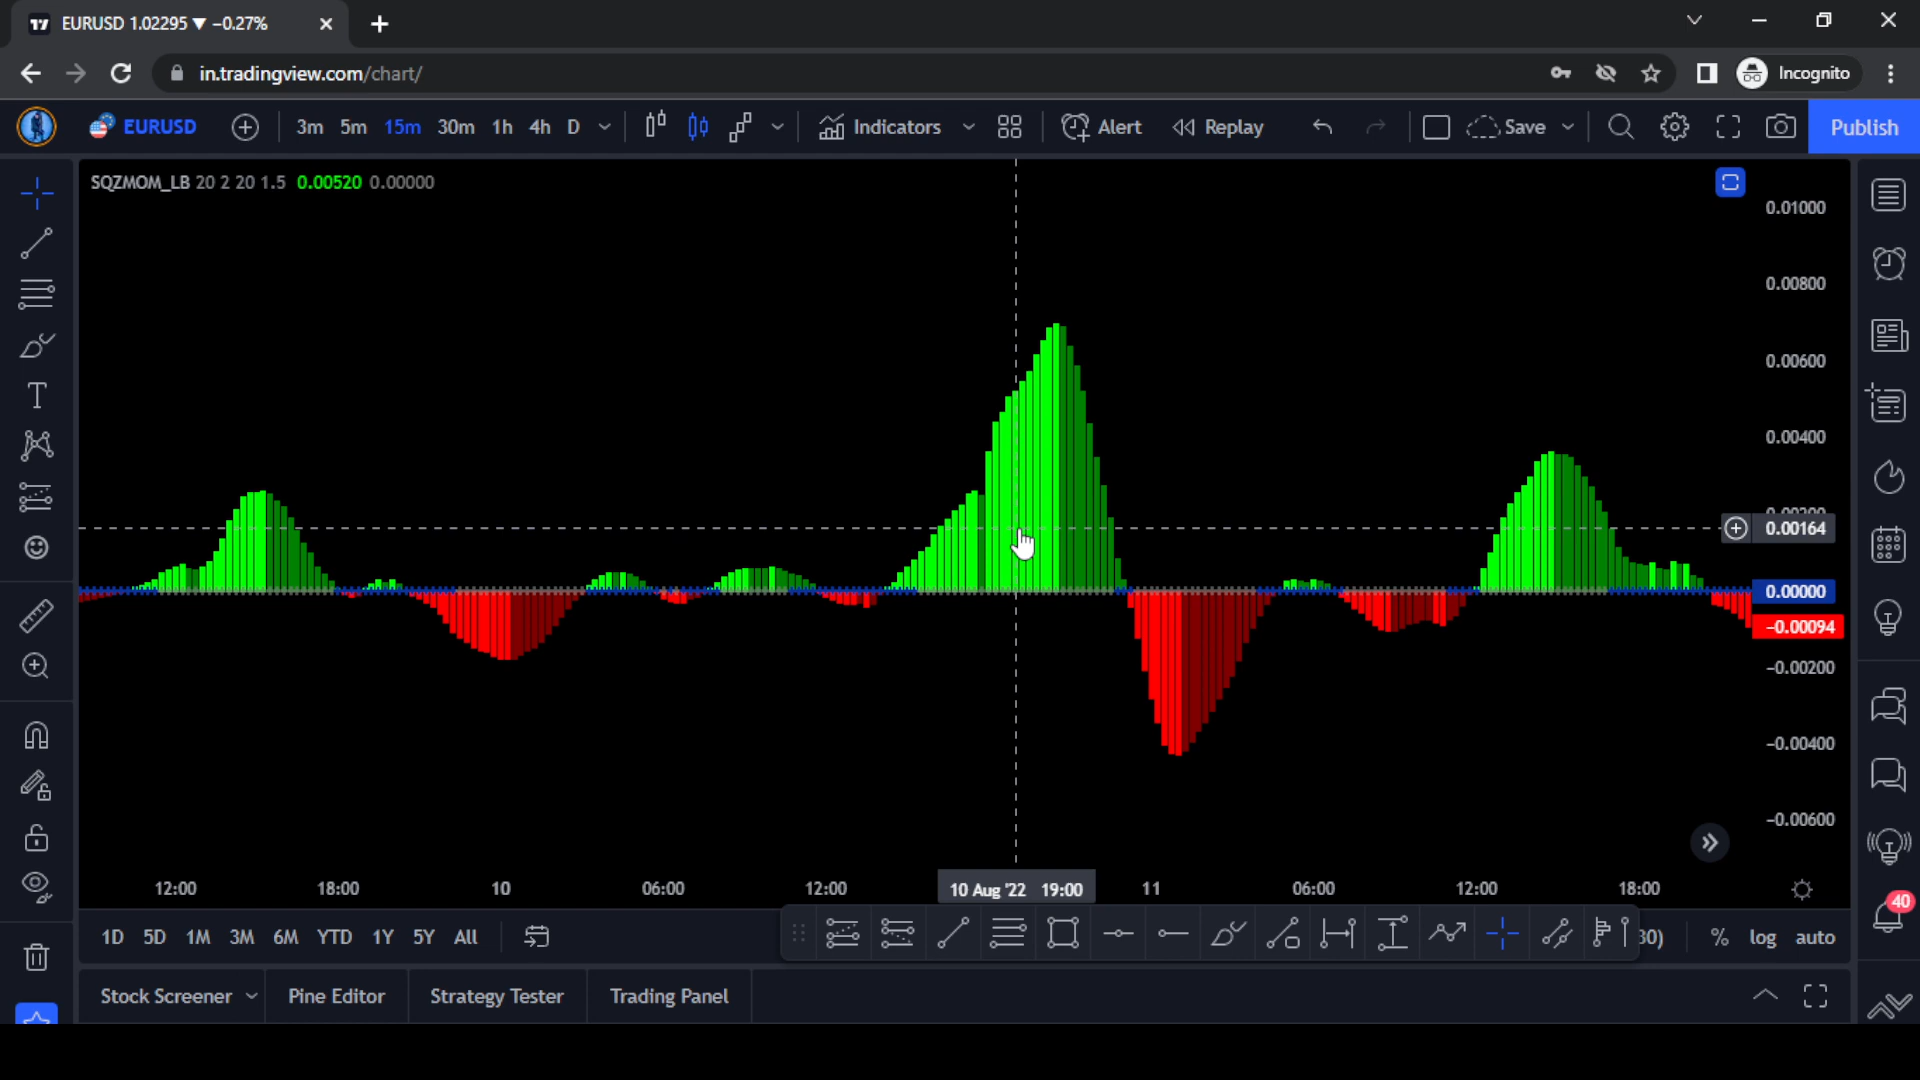 EURUSD 1.02295 ▼ −0.27%
in.tradingview.com/chart/
Incognito
EURUSD 3m 5m 15m 30m 1h 4h D Indicators Alert Replay Save Publish
SQZMOM_LB 20 2 20 1.5 0.00520 0.00000
0.01000
0.00800
0.00600
0.00400
0.00164
0.00000
−0.00094
−0.00200
−0.00400
−0.00600
12:00 18:00 10 06:00 12:00 10 Aug '22 19:00 11 06:00 12:00 18:00
40
1D 5D 1M 3M 6M YTD 1Y 5Y All 30) % log auto
Stock Screener Pine Editor Strategy Tester Trading Panel